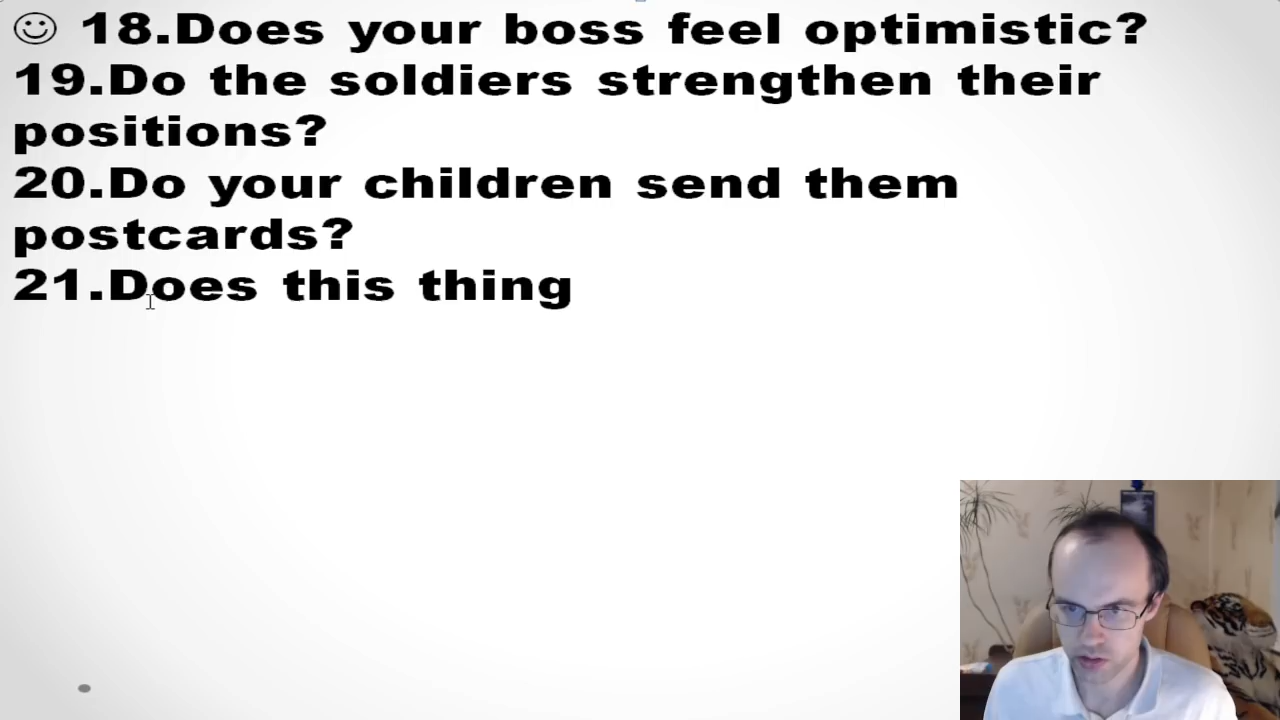 ☺ 18.Does your boss feel optimistic?
19.Do the soldiers strengthen their
positions?
20.Do your children send them
postcards?
21.Does this thing